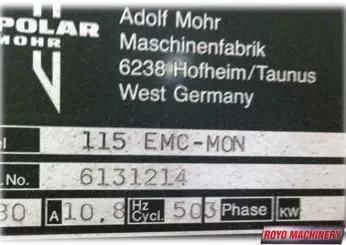 POLAR
MOHR
Adolf Mohr
Maschinenfabrik
6238 Hofheim/Taunus
West Germany
115 EMC-MON
.No. 6131214
80 A 10,8 Hz Cycl. 50 3 Phase KW
ROYO MACHINERY